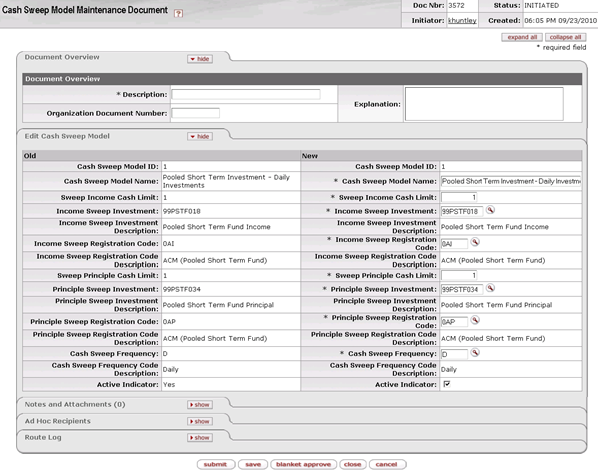 Cash Sweep Model Maintenance Document ?
Doc Nbr: 3572 Status: INITIATED
Initiator: khuntley Created: 06:05 PM 09/23/2010
expand all collapse all
* required field
Document Overview hide
Document Overview
* Description: Explanation:
Organization Document Number:
Edit Cash Sweep Model hide
Old New
Cash Sweep Model ID: 1 Cash Sweep Model ID: 1
Cash Sweep Model Name: Pooled Short Term Investment - Daily Investments * Cash Sweep Model Name: Pooled Short Term Investment - Daily Investm
Sweep Income Cash Limit: 1 * Sweep Income Cash Limit: 1
Income Sweep Investment: 99PSTF018 * Income Sweep Investment: 99PSTF018
Income Sweep Investment Description: Pooled Short Term Fund Income Income Sweep Investment Description: Pooled Short Term Fund Income
Income Sweep Registration Code: 0AI * Income Sweep Registration Code: 0AI
Income Sweep Registration Code Description: ACM (Pooled Short Term Fund) Income Sweep Registration Code Description: ACM (Pooled Short Term Fund)
Sweep Principle Cash Limit: 1 * Sweep Principle Cash Limit: 1
Principle Sweep Investment: 99PSTF034 * Principle Sweep Investment: 99PSTF034
Principle Sweep Investment Description: Pooled Short Term Fund Principal Principle Sweep Investment Description: Pooled Short Term Fund Principal
Principle Sweep Registration Code: 0AP * Principle Sweep Registration Code: 0AP
Principle Sweep Registration Code Description: ACM (Pooled Short Term Fund) Principle Sweep Registration Code Description: ACM (Pooled Short Term Fund)
Cash Sweep Frequency: D * Cash Sweep Frequency: D
Cash Sweep Frequency Code Description: Daily Cash Sweep Frequency Code Description: Daily
Active Indicator: Yes Active Indicator:
Notes and Attachments (0) show
Ad Hoc Recipients show
Route Log show
submit save blanket approve close cancel